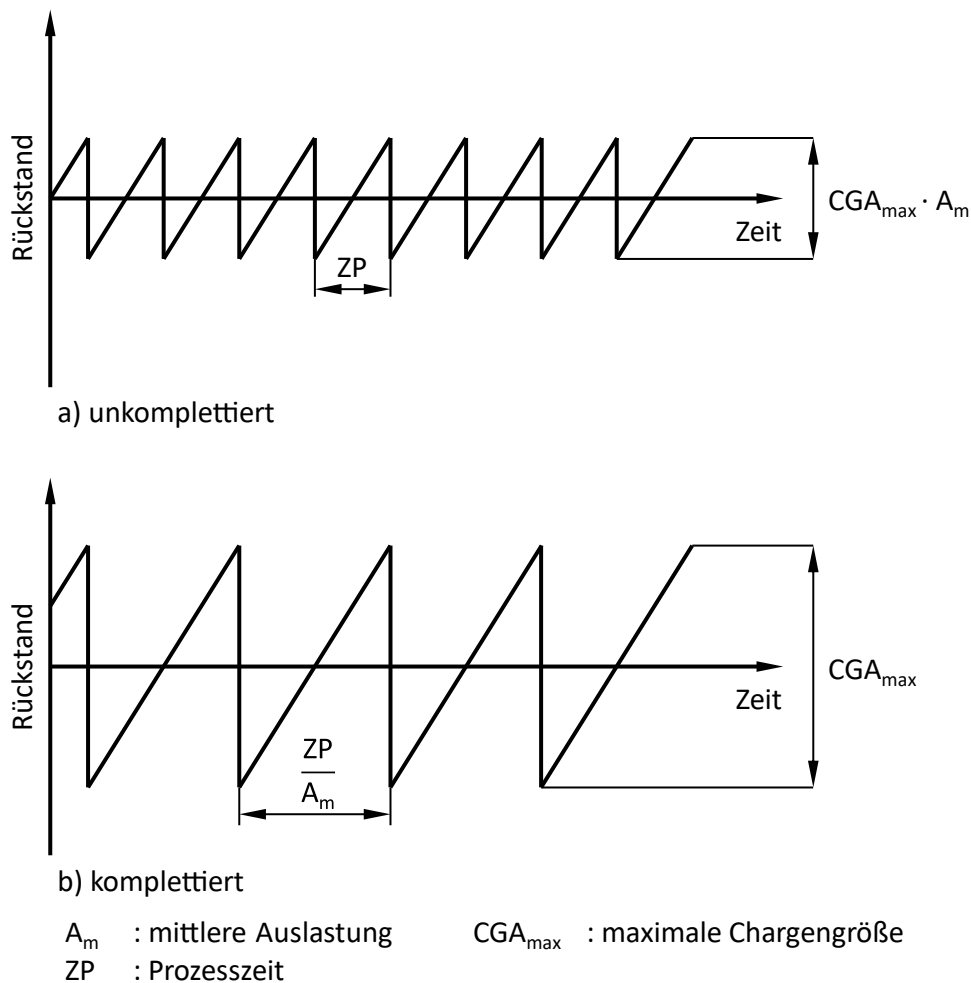 Rückstand
ZP
Zeit
CGAmax · Am
a) unkomplettiert
Rückstand
ZP
Am
Zeit
CGAmax
b) komplettiert
Am : mittlere Auslastung CGAmax : maximale Chargengröße
ZP : Prozesszeit